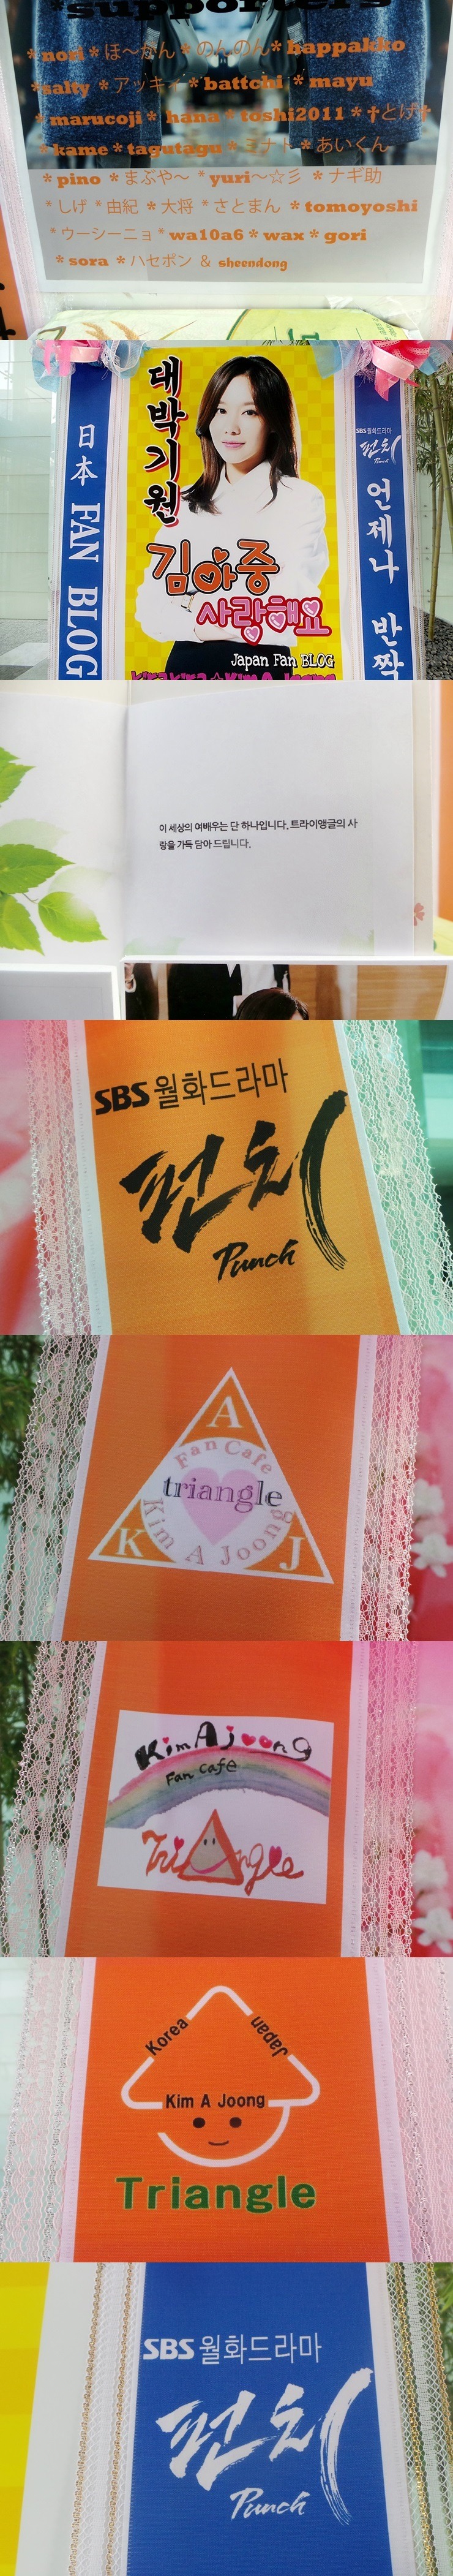 *supporters
* nori * ほ〜かん * のんのん * happakko
*salty * アッキィ * battchi * mayu
* marucoji * hana * toshi2011 * †とげ†
* kame * tagutagu * ミナト * あいくん
* pino * まぶや〜 * yuri〜☆彡 * ナギ助
* しげ * 由紀 * 大将 * さとまん * tomoyoshi
* ウーシーニョ * wa10a6 * wax * gori
* sora * ハセポン & sheendong
日本 FAN BLOG
대박기원
김아중
사랑해요
Japan Fan BLOG
kirakira☆Kim A Joong
SBS 월화드라마
펀치
Punch
언제나 반짝
이 세상의 여배우는 단 하나입니다. 트라이앵글의 사
랑을 가득 담아 드립니다.
SBS 월화드라마
펀치
Punch
A
Fan Cafe
triangle
Kim A Joong
K J
Kim A joong
Fan Cafe
Triangle
Korea Japan
Kim A Joong
Triangle
SBS 월화드라마
펀치
Punch